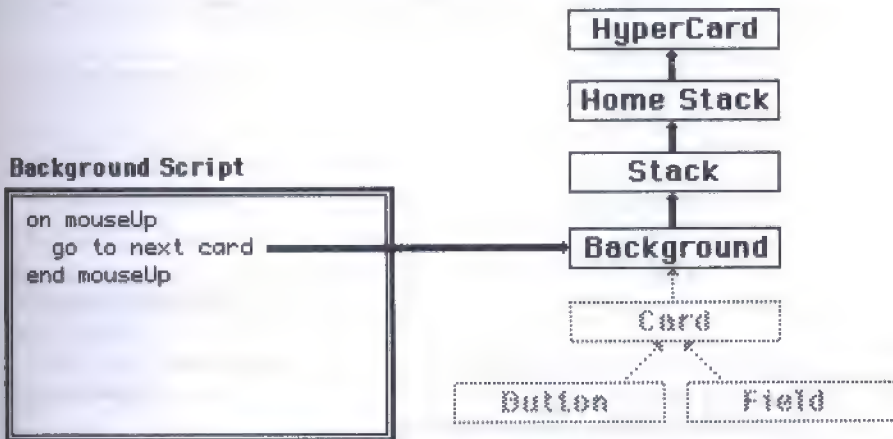 HyperCard
Home Stack
Stack
Background Script
on mouseUp
go to next card
end mouseUp
Background
Card
Button
Field